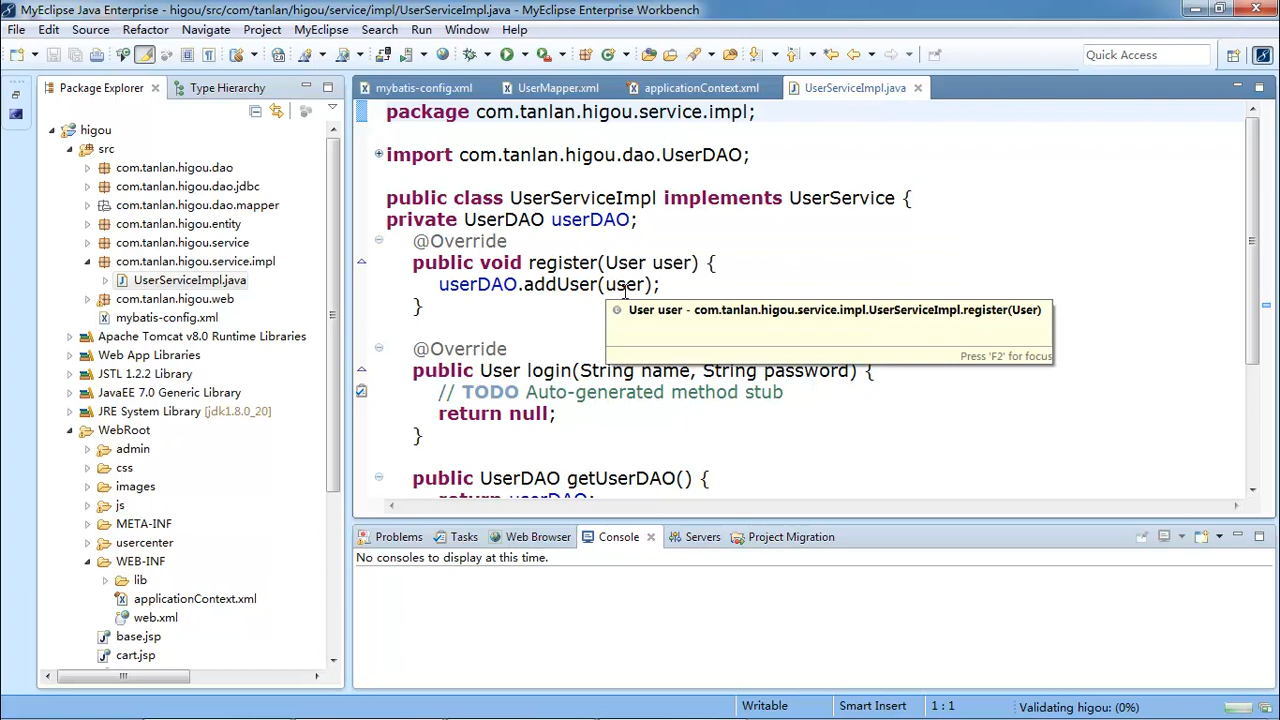 MyEclipse Java Enterprise - higou/src/com/tanlan/higou/service/impl/UserServiceImpl.java - MyEclipse Enterprise Workbench
File Edit Source Refactor Navigate Project MyEclipse Search Run Window Help
Quick Access
Package Explorer Type Hierarchy
higou
src
com.tanlan.higou.dao
com.tanlan.higou.dao.jdbc
com.tanlan.higou.dao.mapper
com.tanlan.higou.entity
com.tanlan.higou.service
com.tanlan.higou.service.impl
UserServiceImpl.java
com.tanlan.higou.web
mybatis-config.xml
Apache Tomcat v8.0 Runtime Libraries
Web App Libraries
JSTL 1.2.2 Library
JavaEE 7.0 Generic Library
JRE System Library [jdk1.8.0_20]
WebRoot
admin
css
images
js
META-INF
usercenter
WEB-INF
lib
applicationContext.xml
web.xml
base.jsp
cart.jsp
mybatis-config.xml UserMapper.xml applicationContext.xml UserServiceImpl.java
package com.tanlan.higou.service.impl;
import com.tanlan.higou.dao.UserDAO;
public class UserServiceImpl implements UserService {
private UserDAO userDAO;
@Override
public void register(User user) {
userDAO.addUser(user);
}
User user - com.tanlan.higou.service.impl.UserServiceImpl.register(User)
Press 'F2' for focus
@Override
public User login(String name, String password) {
// TODO Auto-generated method stub
return null;
}
public UserDAO getUserDAO() {
return userDAO;
Problems Tasks Web Browser Console Servers Project Migration
No consoles to display at this time.
Writable Smart Insert 1 : 1 Validating higou: (0%)